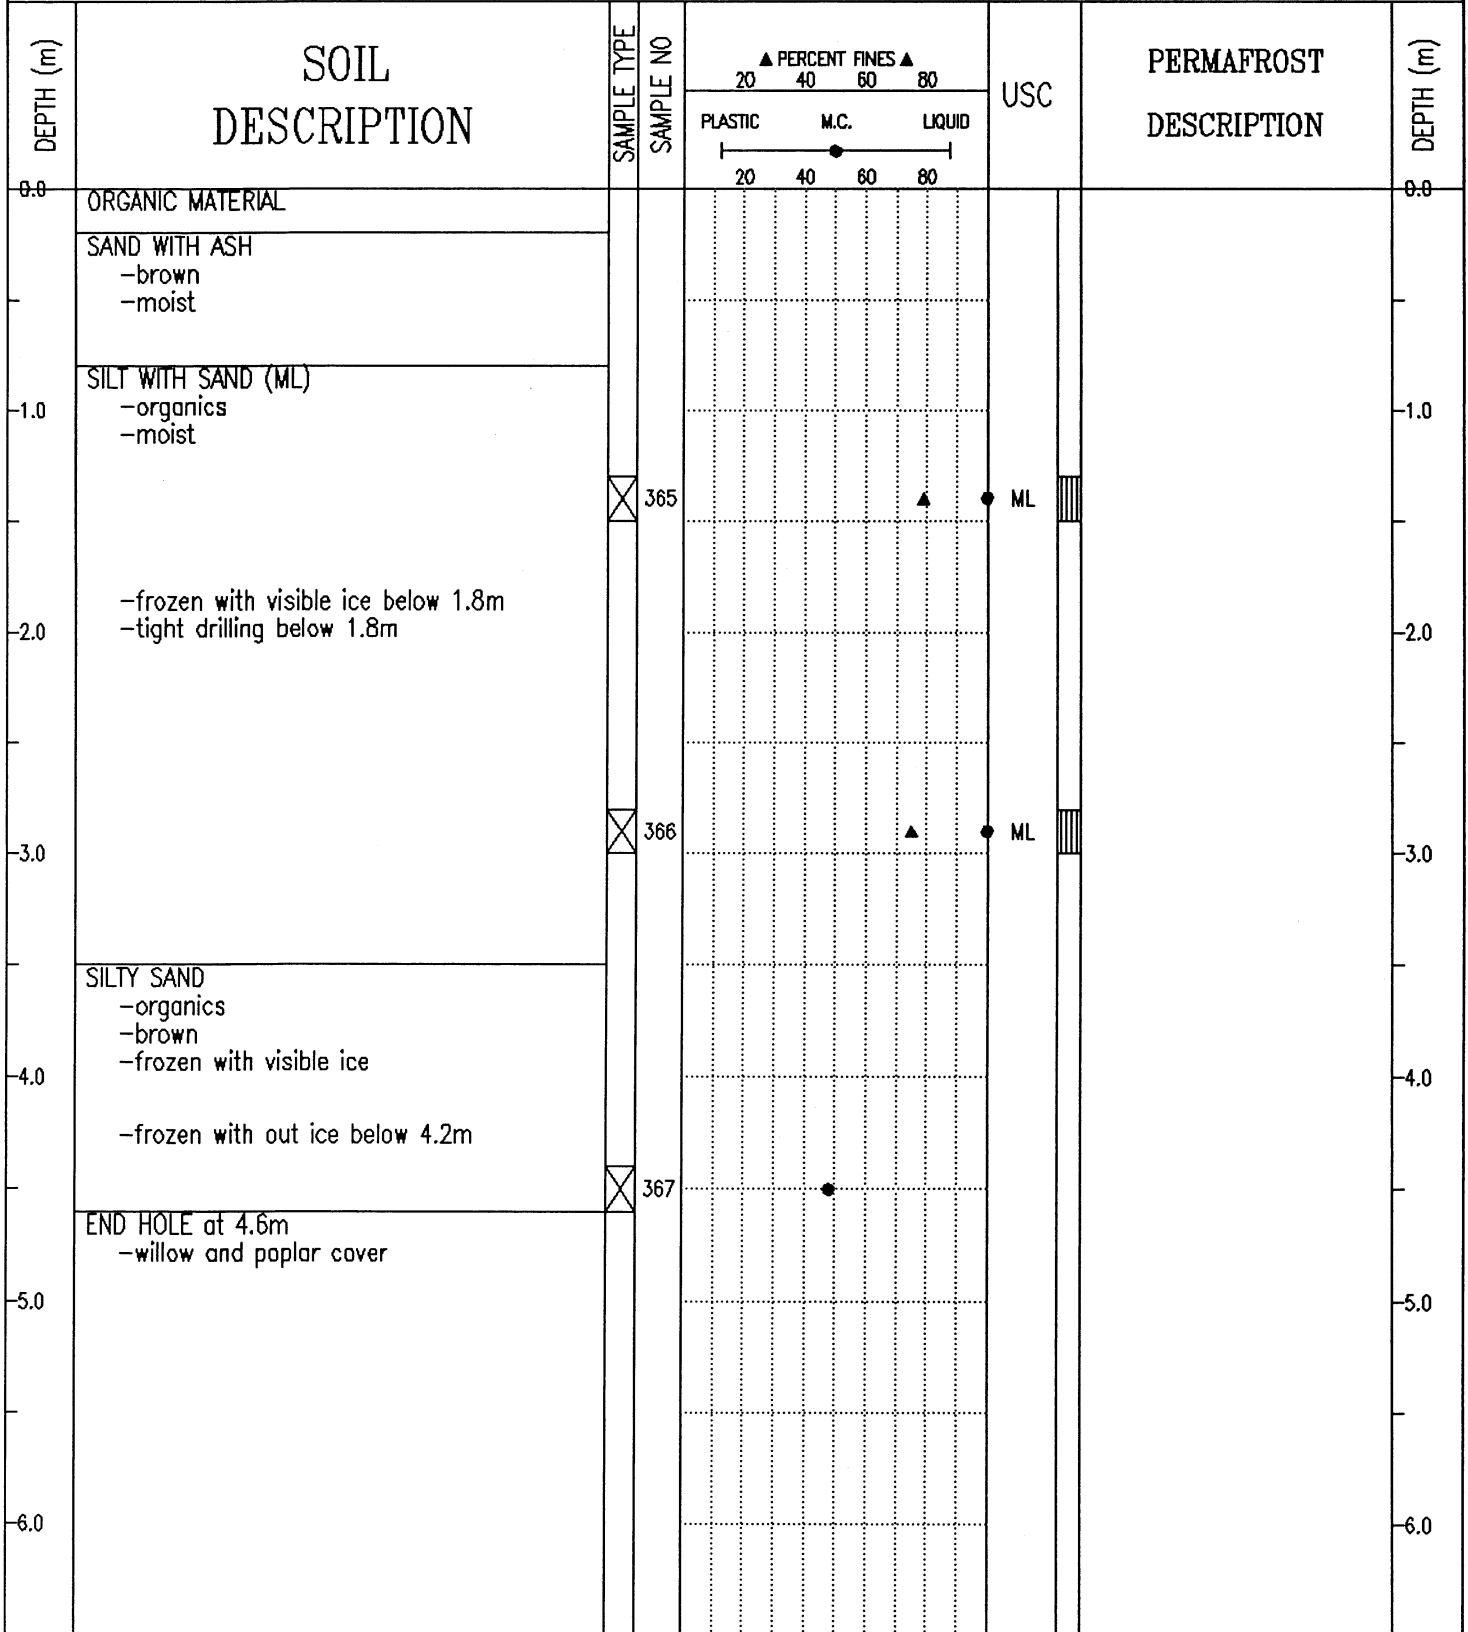 DEPTH (m)
SOIL
DESCRIPTION
SAMPLE TYPE
SAMPLE NO
▲ PERCENT FINES ▲
20 40 60 80
PLASTIC M.C. LIQUID
20 40 60 80
USC
PERMAFROST
DESCRIPTION
DEPTH (m)
0.0 0.0
ORGANIC MATERIAL
SAND WITH ASH
-brown
-moist
SILT WITH SAND (ML)
-organics
1.0 1.0
-moist
365 ML
-frozen with visible ice below 1.8m
-tight drilling below 1.8m
2.0 2.0
366 ML
3.0 3.0
SILTY SAND
-organics
-brown
-frozen with visible ice
4.0 4.0
-frozen with out ice below 4.2m
367
END HOLE at 4.6m
-willow and poplar cover
5.0 5.0
6.0 6.0